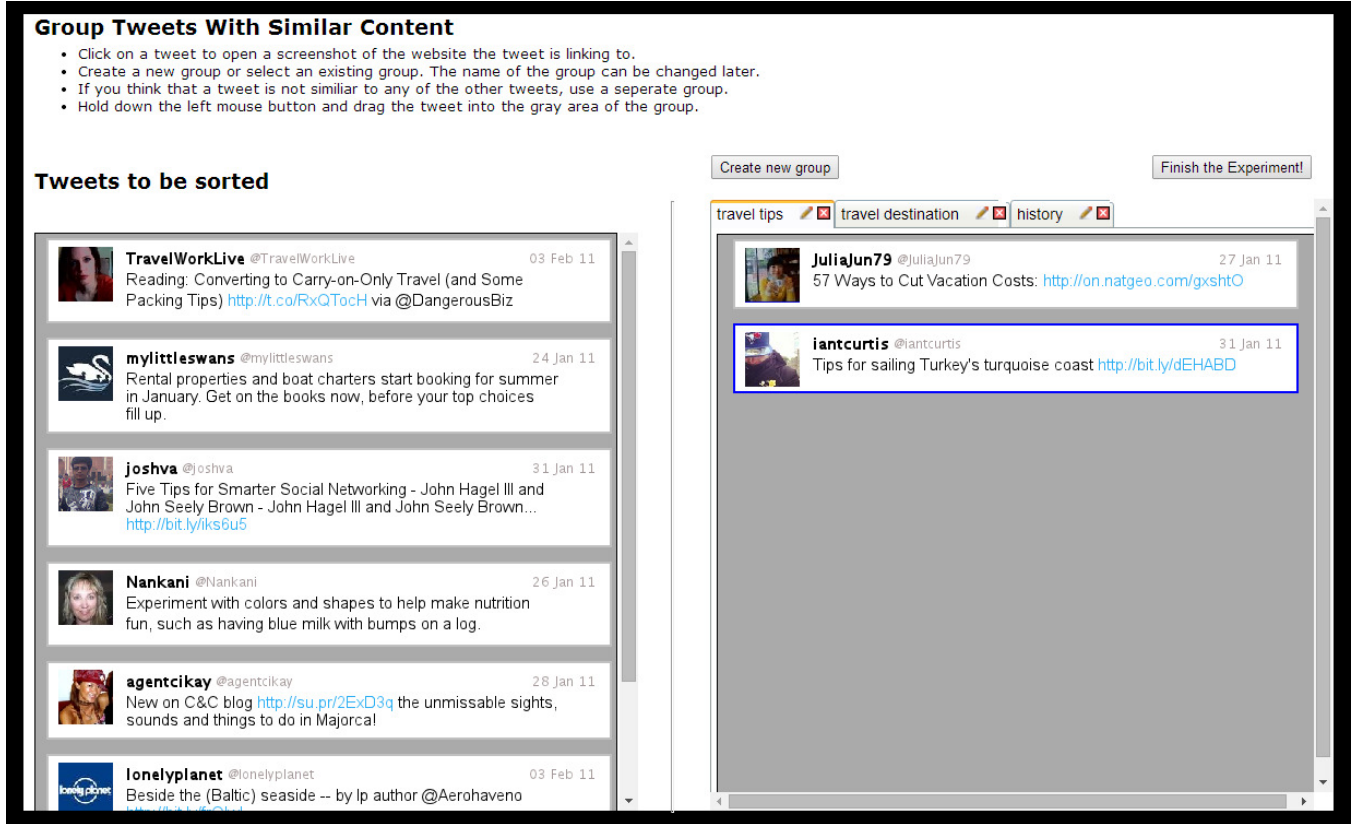 Group Tweets With Similar Content
• Click on a tweet to open a screenshot of the website the tweet is linking to.
• Create a new group or select an existing group. The name of the group can be changed later.
• If you think that a tweet is not similiar to any of the other tweets, use a seperate group.
• Hold down the left mouse button and drag the tweet into the gray area of the group.
Tweets to be sorted
TravelWorkLive @TravelWorkLive 03 Feb 11
Reading: Converting to Carry-on-Only Travel (and Some
Packing Tips) http://t.co/RxQTocH via @DangerousBiz
mylittleswans @mylittleswans 24 Jan 11
Rental properties and boat charters start booking for summer
in January. Get on the books now, before your top choices
fill up.
joshva @joshva 31 Jan 11
Five Tips for Smarter Social Networking - John Hagel III and
John Seely Brown - John Hagel III and John Seely Brown...
http://bit.ly/iks6u5
Nankani @Nankani 26 Jan 11
Experiment with colors and shapes to help make nutrition
fun, such as having blue milk with bumps on a log.
agentcikay @agentcikay 28 Jan 11
New on C&C blog http://su.pr/2ExD3q the unmissable sights,
sounds and things to do in Majorca!
lonely planet
lonelyplanet @lonelyplanet 03 Feb 11
Beside the (Baltic) seaside -- by lp author @Aerohaveno
Create new group
Finish the Experiment!
travel tips travel destination history
JuliaJun79 @JuliaJun79 27 Jan 11
57 Ways to Cut Vacation Costs: http://on.natgeo.com/gxshtO
iantcurtis @iantcurtis 31 Jan 11
Tips for sailing Turkey's turquoise coast http://bit.ly/dEHABD